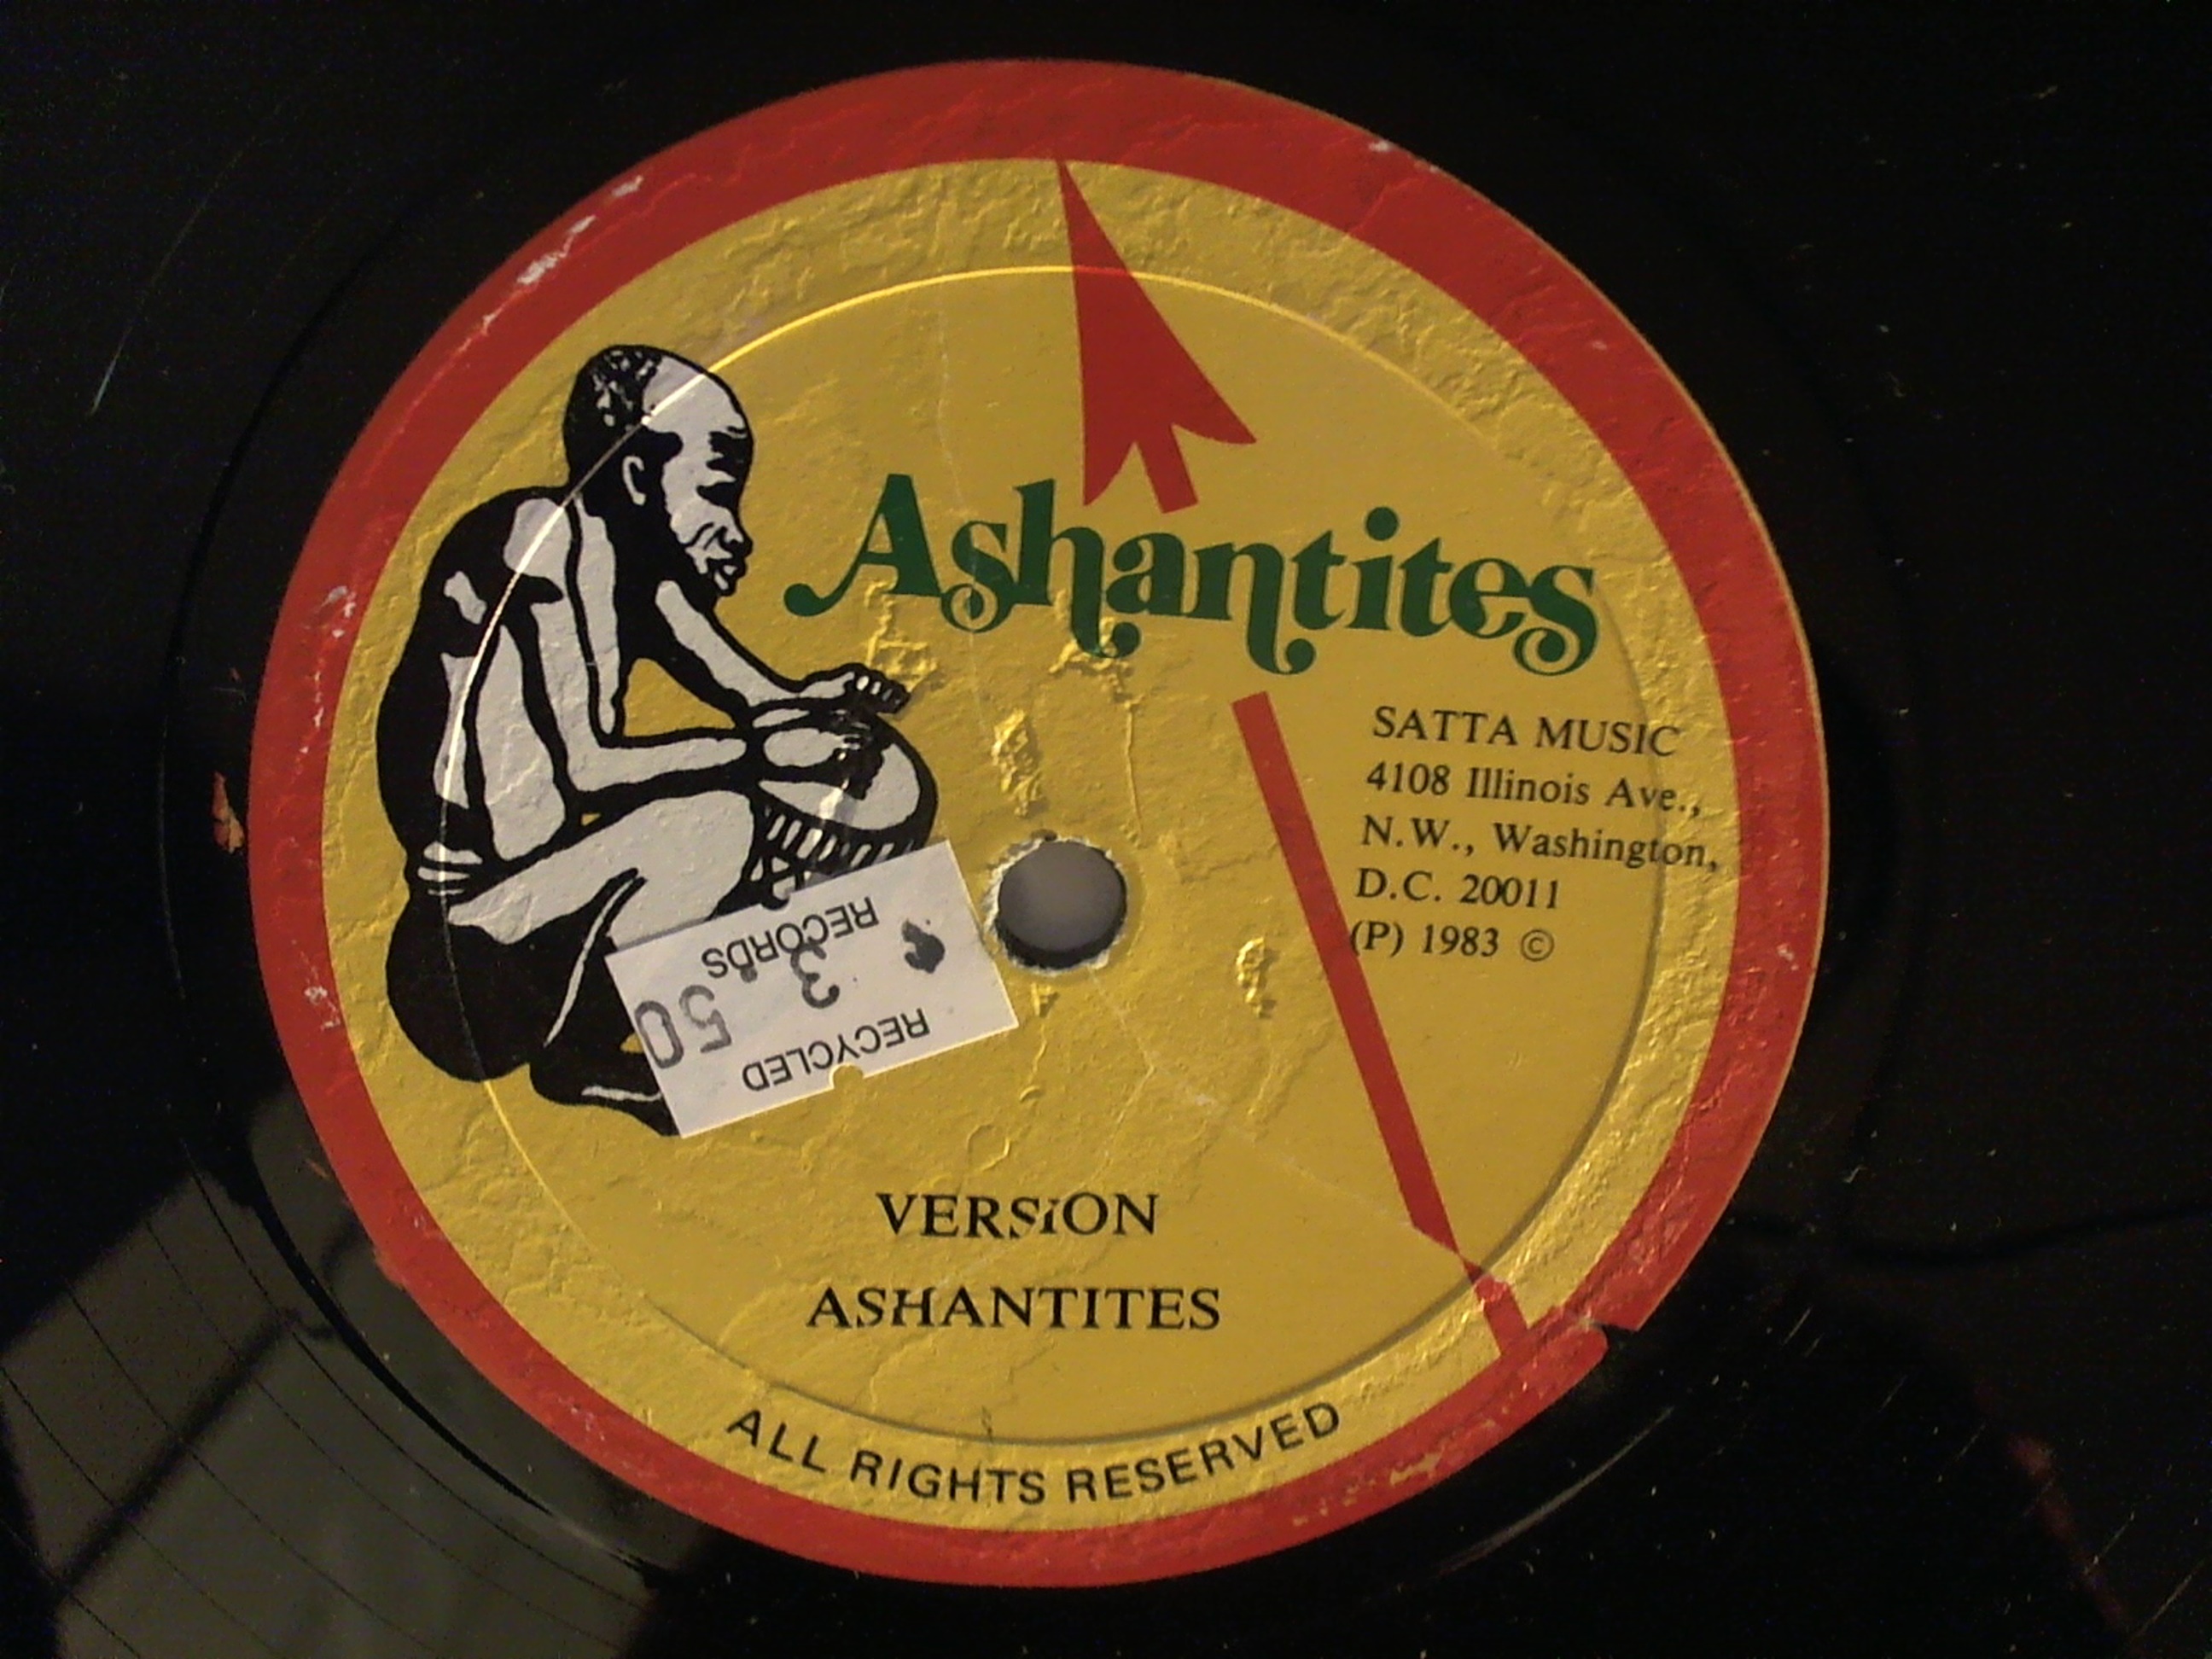 Ashantites
SATTA MUSIC
4108 Illinois Ave.,
N.W., Washington,
D.C. 20011
(P) 1983 ©
RECYCLED
3.50
RECORDS
VERSiON
ASHANTITES
ALL RIGHTS RESERVED